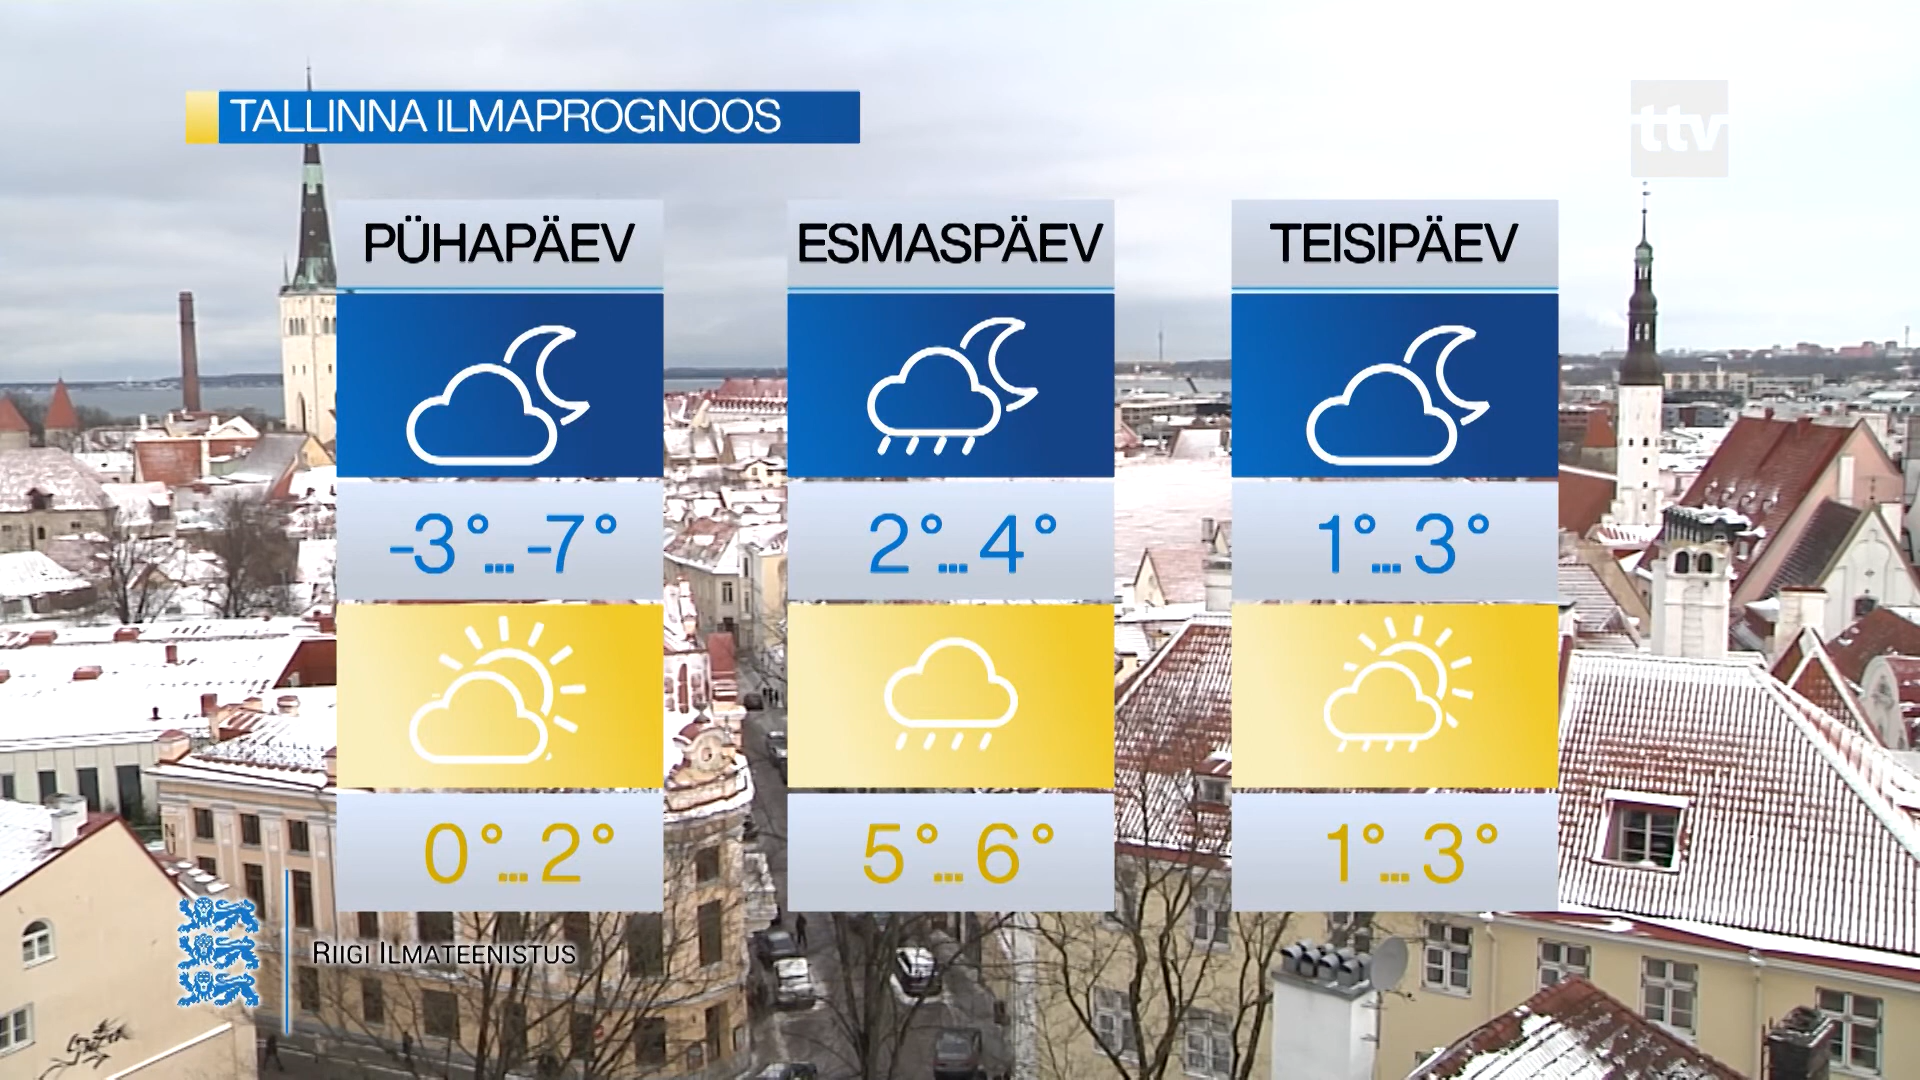 TALLINNA ILMAPROGNOOS
ttv
PÜHAPÄEV
ESMASPÄEV
TEISIPÄEV
-3°... -7°
2°... 4°
1°... 3°
0°... 2°
5°... 6°
1°... 3°
RIIGI ILMATEENISTUS